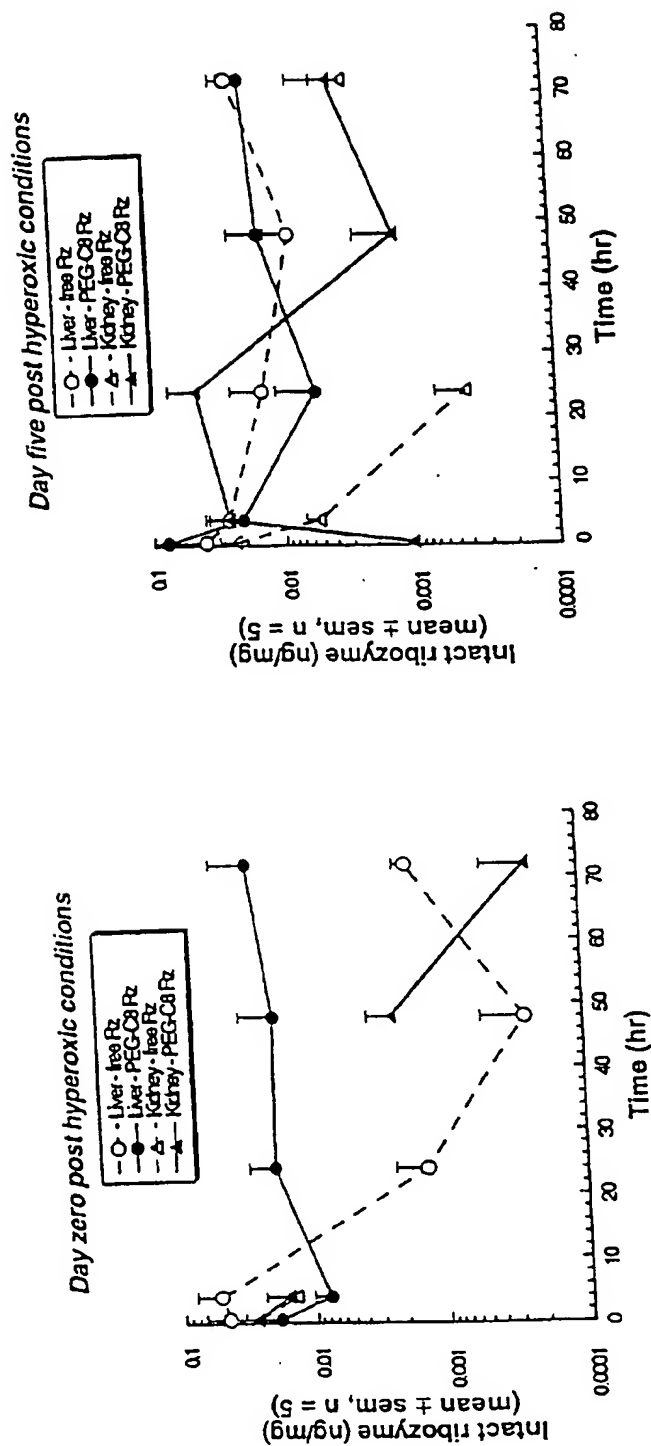 Day zero post hyperoxic conditions
Liver - free Rz
Liver - PEG-C8 Rz
Kidney - free Rz
Kidney - PEG-C8 Rz
Intact ribozyme (ng/mg)
(mean ± sem, n = 5)
0.1
0.01
0.001
0.0001
0 10 20 30 40 50 60 70 80
Time (hr)
Day five post hyperoxic conditions
Liver - free Rz
Liver - PEG-C8 Rz
Kidney - free Rz
Kidney - PEG-C8 Rz
Intact ribozyme (ng/mg)
(mean ± sem, n = 5)
0.1
0.01
0.001
0.0001
0 10 20 30 40 50 60 70 80
Time (hr)